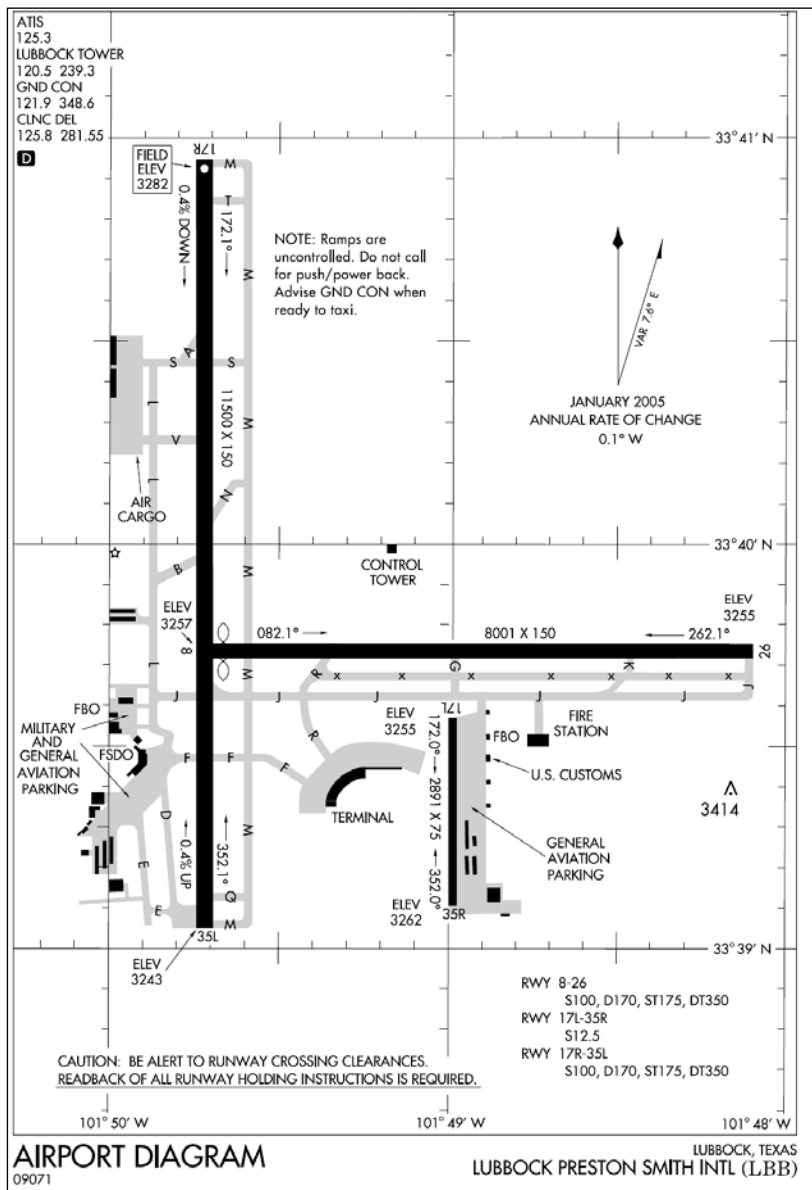 ATIS
125.3
LUBBOCK TOWER
120.5 239.3
GND CON
121.9 348.6
CLNC DEL
125.8 281.55
D
33°41' N
17R
FIELD
ELEV
3282
M
T
0.4% DOWN
172.1°
M
NOTE: Ramps are
uncontrolled. Do not call
for push/power back.
Advise GND CON when
ready to taxi.
VAR 7.6° E
JANUARY 2005
ANNUAL RATE OF CHANGE
0.1° W
A
S
S
L
11500 X 150
M
V
L
N
AIR
CARGO
33°40' N
CONTROL
TOWER
B
M
ELEV
3257
8
ELEV
3255
082.1°
8001 X 150
262.1°
26
L
M
R
G
K
x x x x x x x x
J
J
J
J
J
J
J
FBO
MILITARY
AND
GENERAL
AVIATION
PARKING
FSDO
F
F
F
R
17L
ELEV
3255
FBO
FIRE
STATION
U.S. CUSTOMS
3414
TERMINAL
172.0°
2891 X 75
352.0°
GENERAL
AVIATION
PARKING
D
E
0.4% UP
352.1°
M
Q
E
M
35L
ELEV
3262
35R
ELEV
3243
33°39' N
RWY 8-26
S100, D170, ST175, DT350
RWY 17L-35R
S12.5
RWY 17R-35L
S100, D170, ST175, DT350
CAUTION: BE ALERT TO RUNWAY CROSSING CLEARANCES.
READBACK OF ALL RUNWAY HOLDING INSTRUCTIONS IS REQUIRED.
101° 50' W
101° 49' W
101° 48' W
AIRPORT DIAGRAM
09071
LUBBOCK, TEXAS
LUBBOCK PRESTON SMITH INTL (LBB)